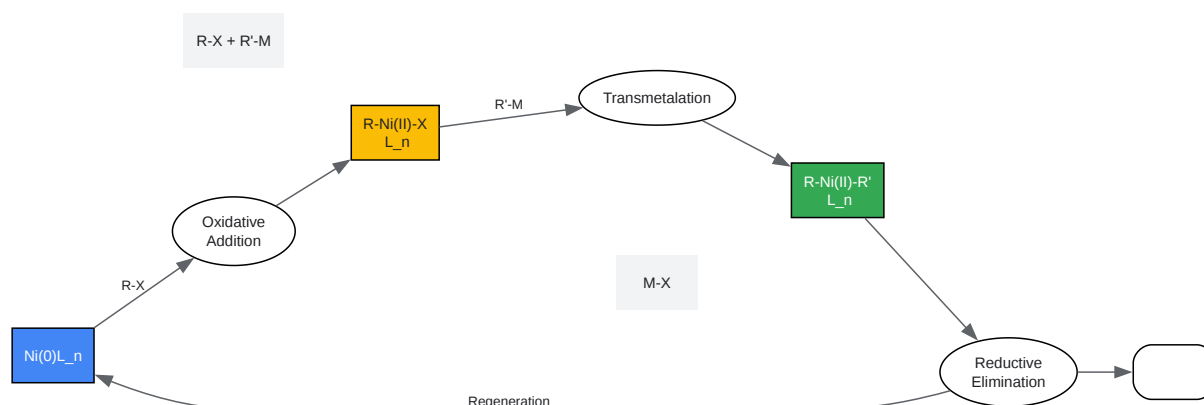 R-X + R'-M
Transmetalation
R'-M
R-Ni(II)-X
L_n
R-Ni(II)-R'
L_n
Oxidative
Addition
R-X
M-X
Ni(0)L_n
Reductive
Elimination
Regeneration